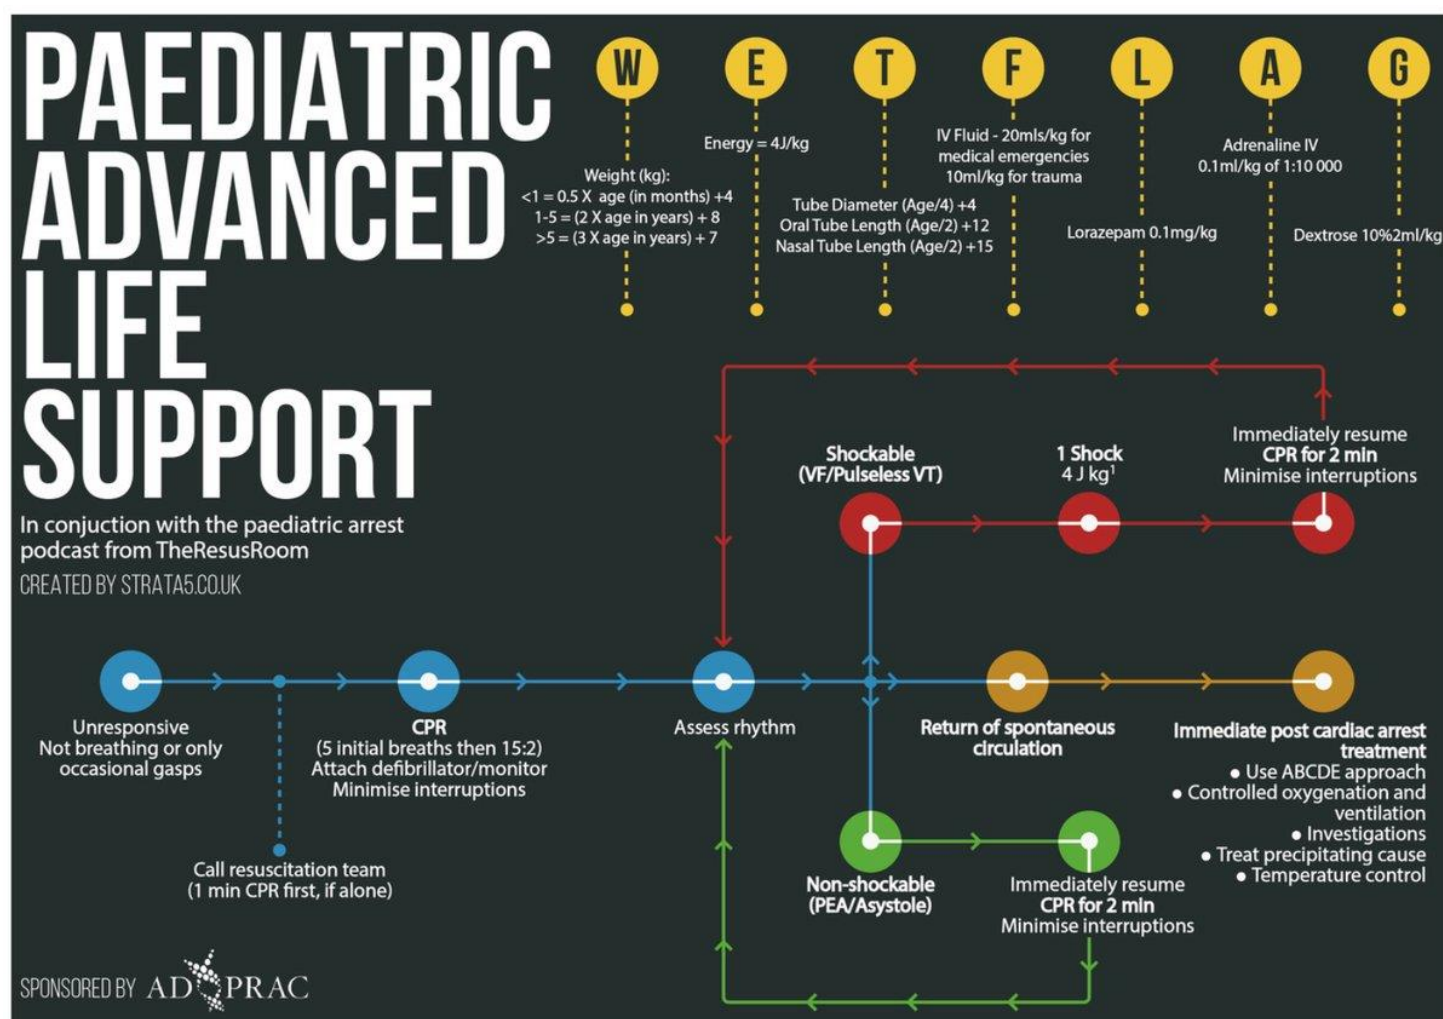 PAEDIATRIC
ADVANCED
LIFE
SUPPORT
In conjuction with the paediatric arrest
podcast from TheResusRoom
CREATED BY STRATA5.CO.UK
W
Weight (kg):
<1 = 0.5 X age (in months) +4
1-5 = (2 X age in years) + 8
>5 = (3 X age in years) + 7
E
Energy = 4J/kg
T
Tube Diameter (Age/4) +4
Oral Tube Length (Age/2) +12
Nasal Tube Length (Age/2) +15
F
IV Fluid - 20mls/kg for
medical emergencies
10ml/kg for trauma
L
Lorazepam 0.1mg/kg
A
Adrenaline IV
0.1ml/kg of 1:10 000
G
Dextrose 10%2ml/kg
Shockable
(VF/Pulseless VT)
1 Shock
4 J kg¹
Immediately resume
CPR for 2 min
Minimise interruptions
Unresponsive
Not breathing or only
occasional gasps
Call resuscitation team
(1 min CPR first, if alone)
CPR
(5 initial breaths then 15:2)
Attach defibrillator/monitor
Minimise interruptions
Assess rhythm
Return of spontaneous
circulation
Immediate post cardiac arrest
treatment
● Use ABCDE approach
● Controlled oxygenation and
ventilation
● Investigations
● Treat precipitating cause
● Temperature control
Non-shockable
(PEA/Asystole)
Immediately resume
CPR for 2 min
Minimise interruptions
SPONSORED BY AD PRAC